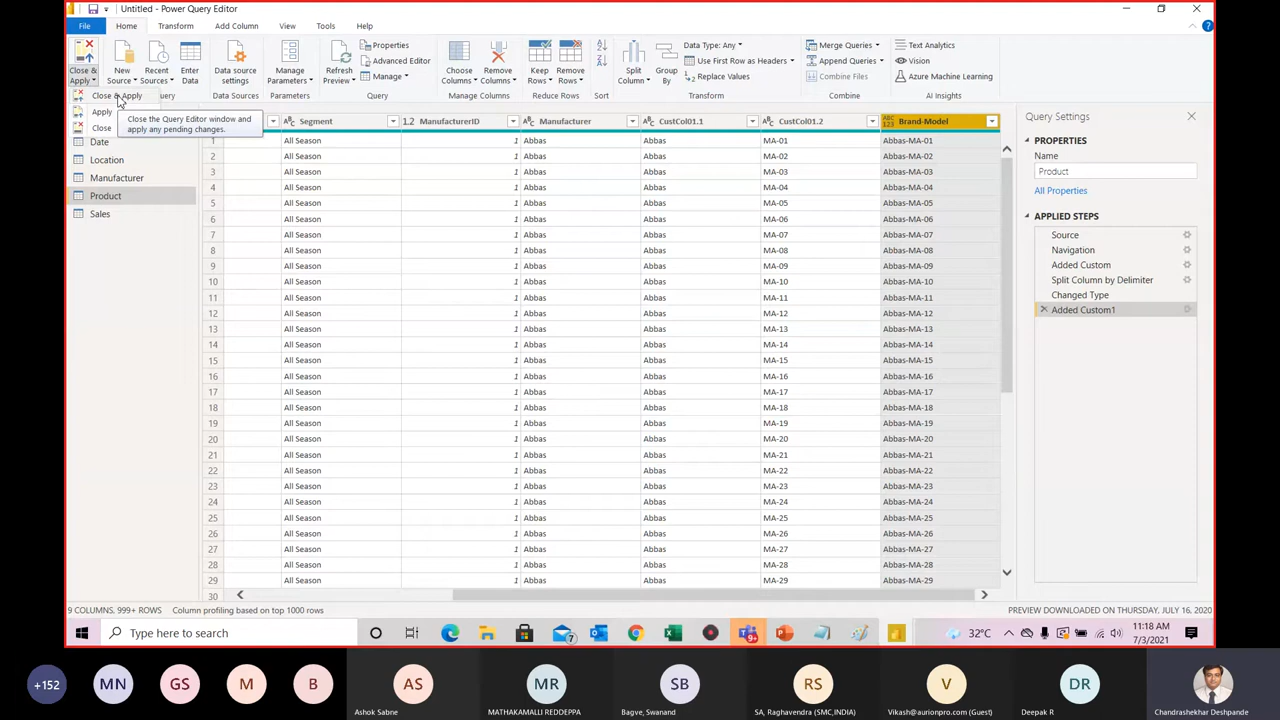 Untitled - Power Query Editor
File
Home
Transform
Add Column
View
Tools
Help
Close & Apply
New Source
Recent Sources
Enter Data
Data source settings
Manage Parameters
Refresh Preview
Properties
Advanced Editor
Manage
Choose Columns
Remove Columns
Keep Rows
Remove Rows
Split Column
Group By
Data Type: Any
Use First Row as Headers
Replace Values
Merge Queries
Append Queries
Combine Files
Text Analytics
Vision
Azure Machine Learning
Close & Apply
Apply
Close
Data Sources
Parameters
Query
Manage Columns
Reduce Rows
Sort
Transform
Combine
AI Insights
Close the Query Editor window and
apply any pending changes.
Date
Location
Manufacturer
Product
Sales
Segment 1.2 ManufacturerID Manufacturer CustCol01.1 CustCol01.2 Brand-Model
1 All Season 1 Abbas Abbas MA-01 Abbas-MA-01
2 All Season 1 Abbas Abbas MA-02 Abbas-MA-02
3 All Season 1 Abbas Abbas MA-03 Abbas-MA-03
4 All Season 1 Abbas Abbas MA-04 Abbas-MA-04
5 All Season 1 Abbas Abbas MA-05 Abbas-MA-05
6 All Season 1 Abbas Abbas MA-06 Abbas-MA-06
7 All Season 1 Abbas Abbas MA-07 Abbas-MA-07
8 All Season 1 Abbas Abbas MA-08 Abbas-MA-08
9 All Season 1 Abbas Abbas MA-09 Abbas-MA-09
10 All Season 1 Abbas Abbas MA-10 Abbas-MA-10
11 All Season 1 Abbas Abbas MA-11 Abbas-MA-11
12 All Season 1 Abbas Abbas MA-12 Abbas-MA-12
13 All Season 1 Abbas Abbas MA-13 Abbas-MA-13
14 All Season 1 Abbas Abbas MA-14 Abbas-MA-14
15 All Season 1 Abbas Abbas MA-15 Abbas-MA-15
16 All Season 1 Abbas Abbas MA-16 Abbas-MA-16
17 All Season 1 Abbas Abbas MA-17 Abbas-MA-17
18 All Season 1 Abbas Abbas MA-18 Abbas-MA-18
19 All Season 1 Abbas Abbas MA-19 Abbas-MA-19
20 All Season 1 Abbas Abbas MA-20 Abbas-MA-20
21 All Season 1 Abbas Abbas MA-21 Abbas-MA-21
22 All Season 1 Abbas Abbas MA-22 Abbas-MA-22
23 All Season 1 Abbas Abbas MA-23 Abbas-MA-23
24 All Season 1 Abbas Abbas MA-24 Abbas-MA-24
25 All Season 1 Abbas Abbas MA-25 Abbas-MA-25
26 All Season 1 Abbas Abbas MA-26 Abbas-MA-26
27 All Season 1 Abbas Abbas MA-27 Abbas-MA-27
28 All Season 1 Abbas Abbas MA-28 Abbas-MA-28
29 All Season 1 Abbas Abbas MA-29 Abbas-MA-29
30
Query Settings
PROPERTIES
Name
Product
All Properties
APPLIED STEPS
Source
Navigation
Added Custom
Split Column by Delimiter
Changed Type
Added Custom1
9 COLUMNS, 999+ ROWS
Column profiling based on top 1000 rows
PREVIEW DOWNLOADED ON THURSDAY, JULY 16, 2020
Type here to search
7
9+
32°C
11:18 AM
7/3/2021
+152
MN
GS
M
B
AS
Ashok Sabne
MR
MATHAKAMALLI REDDEPPA
SB
Bagve, Swanand
RS
SA, Raghavendra (SMC,INDIA)
V
Vikash@aurionpro.com (Guest)
DR
Deepak R
Chandrashekhar Deshpande